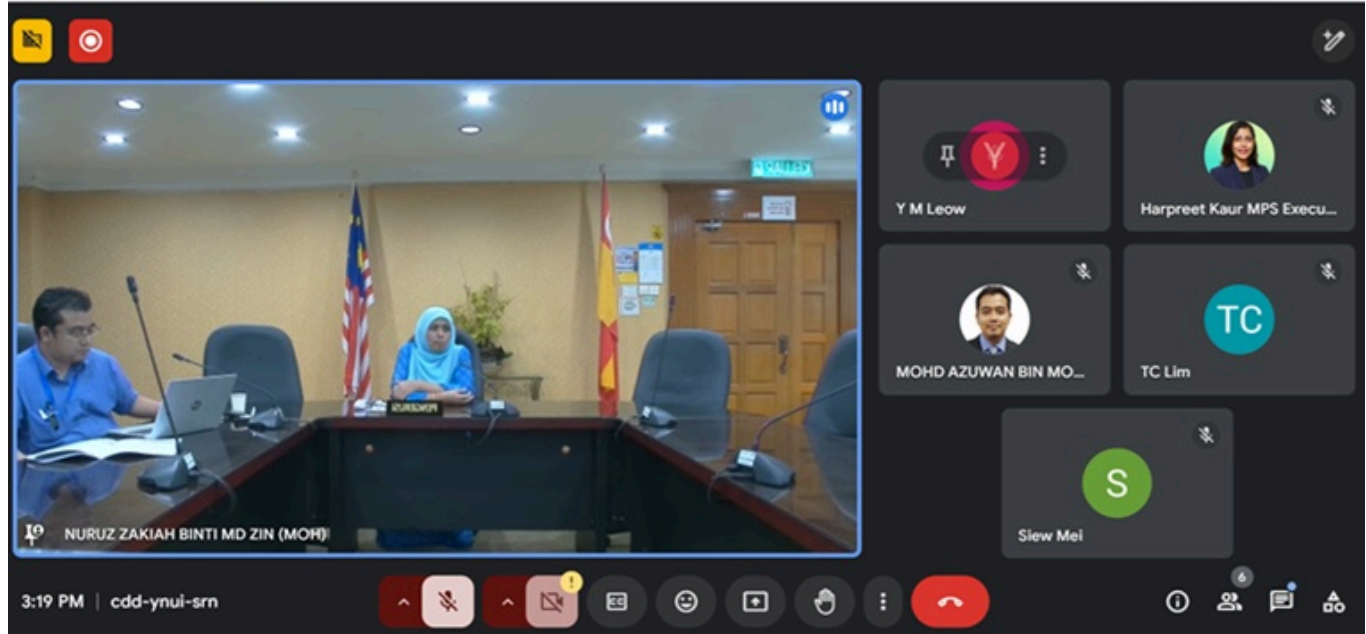 Y
Y M Leow
Harpreet Kaur MPS Execu...
MOHD AZUWAN BIN MO...
TC
TC Lim
S
Siew Mei
NURUZ ZAKIAH BINTI MD ZIN (MOH)
3:19 PM | cdd-ynui-srn
!
CC
6